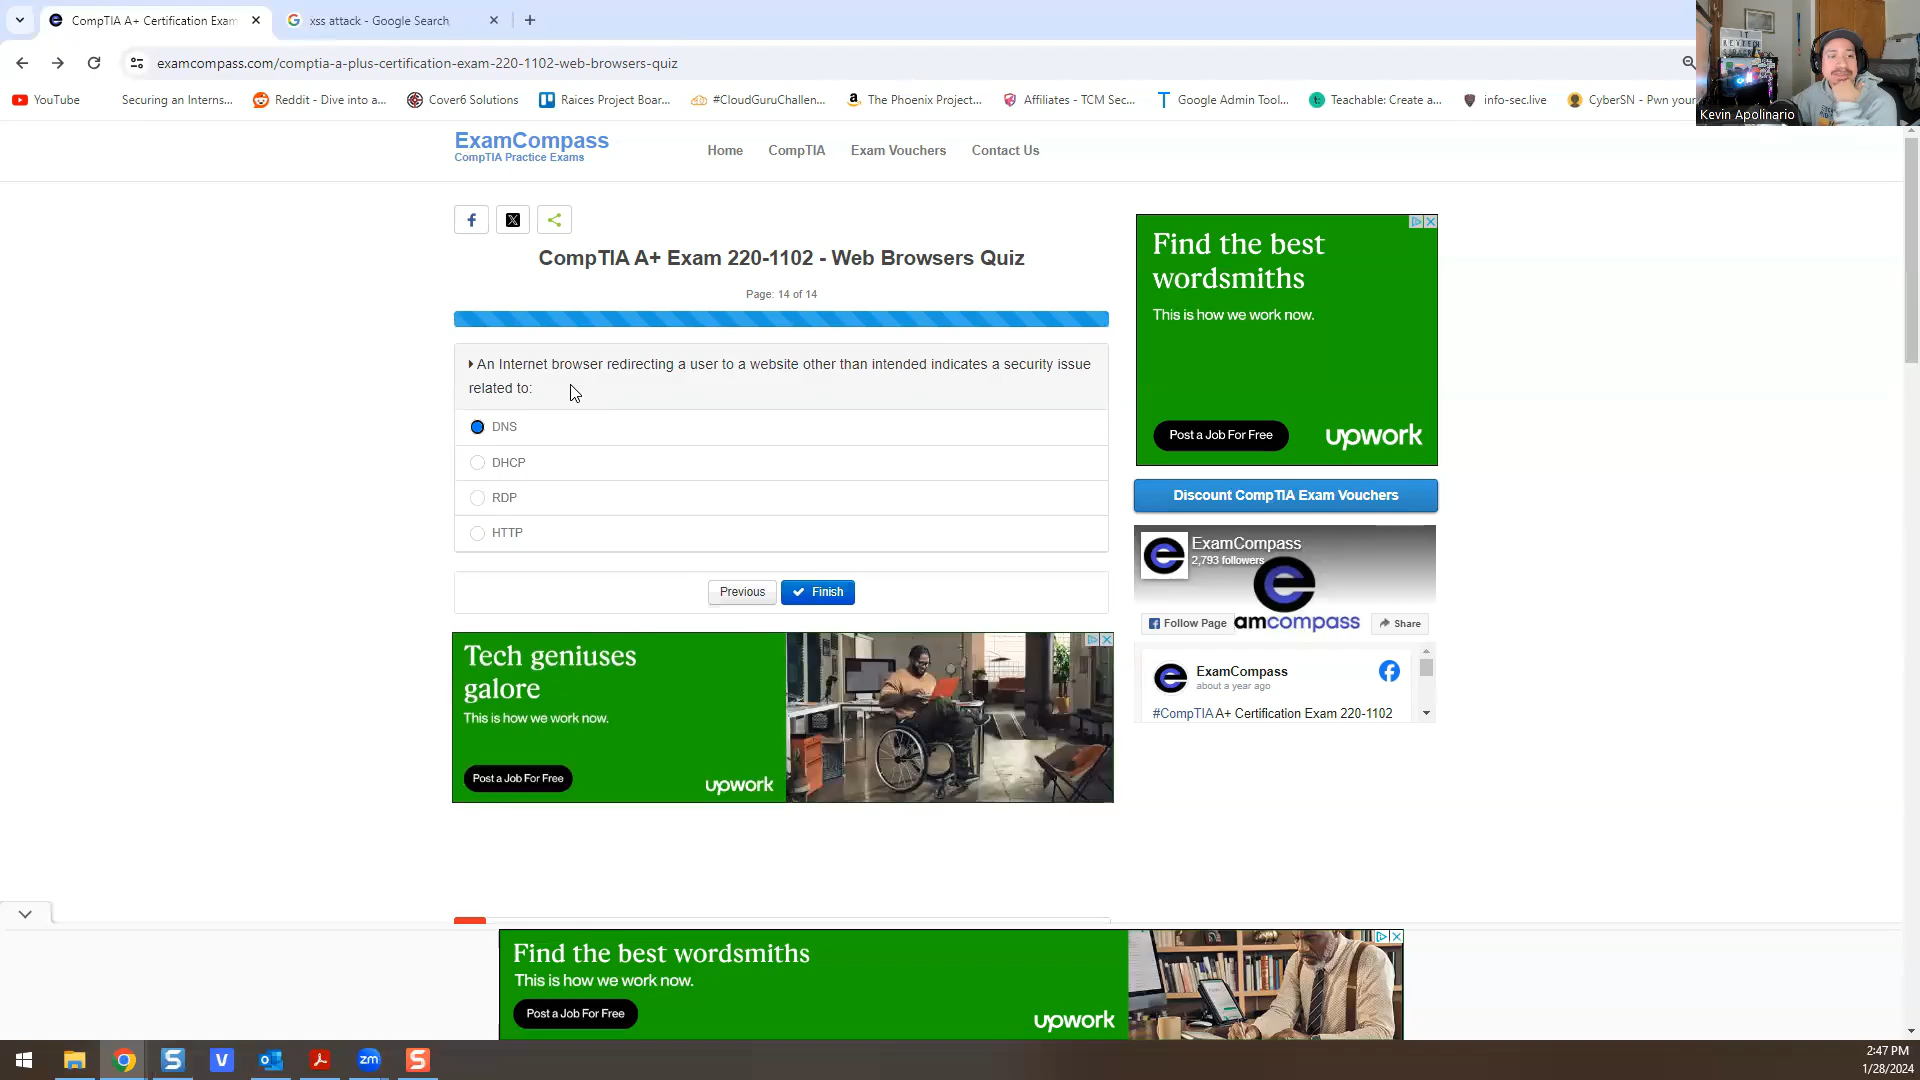 CompTIA A+ Certification Exam
xss attack - Google Search
examcompass.com/comptia-a-plus-certification-exam-220-1102-web-browsers-quiz
YouTube
Securing an Interns...
Reddit - Dive into a...
Cover6 Solutions
Raices Project Boar...
#CloudGuruChallen...
The Phoenix Project...
Affiliates - TCM Sec...
Google Admin Tool...
Teachable: Create a...
info-sec.live
CyberSN - Pwn your
Kevin Apolinario
ExamCompass
CompTIA Practice Exams
Home
CompTIA
Exam Vouchers
Contact Us
CompTIA A+ Exam 220-1102 - Web Browsers Quiz
Page: 14 of 14
An Internet browser redirecting a user to a website other than intended indicates a security issue
related to:
DNS
DHCP
RDP
HTTP
Previous
Finish
Find the best
wordsmiths
This is how we work now.
Post a Job For Free
upwork
Discount CompTIA Exam Vouchers
ExamCompass
2,793 followers
Follow Page
amcompass
Share
ExamCompass
about a year ago
#CompTIA A+ Certification Exam 220-1102
Tech geniuses
galore
This is how we work now.
Post a Job For Free
upwork
Find the best wordsmiths
This is how we work now.
Post a Job For Free
upwork
2:47 PM
1/28/2024